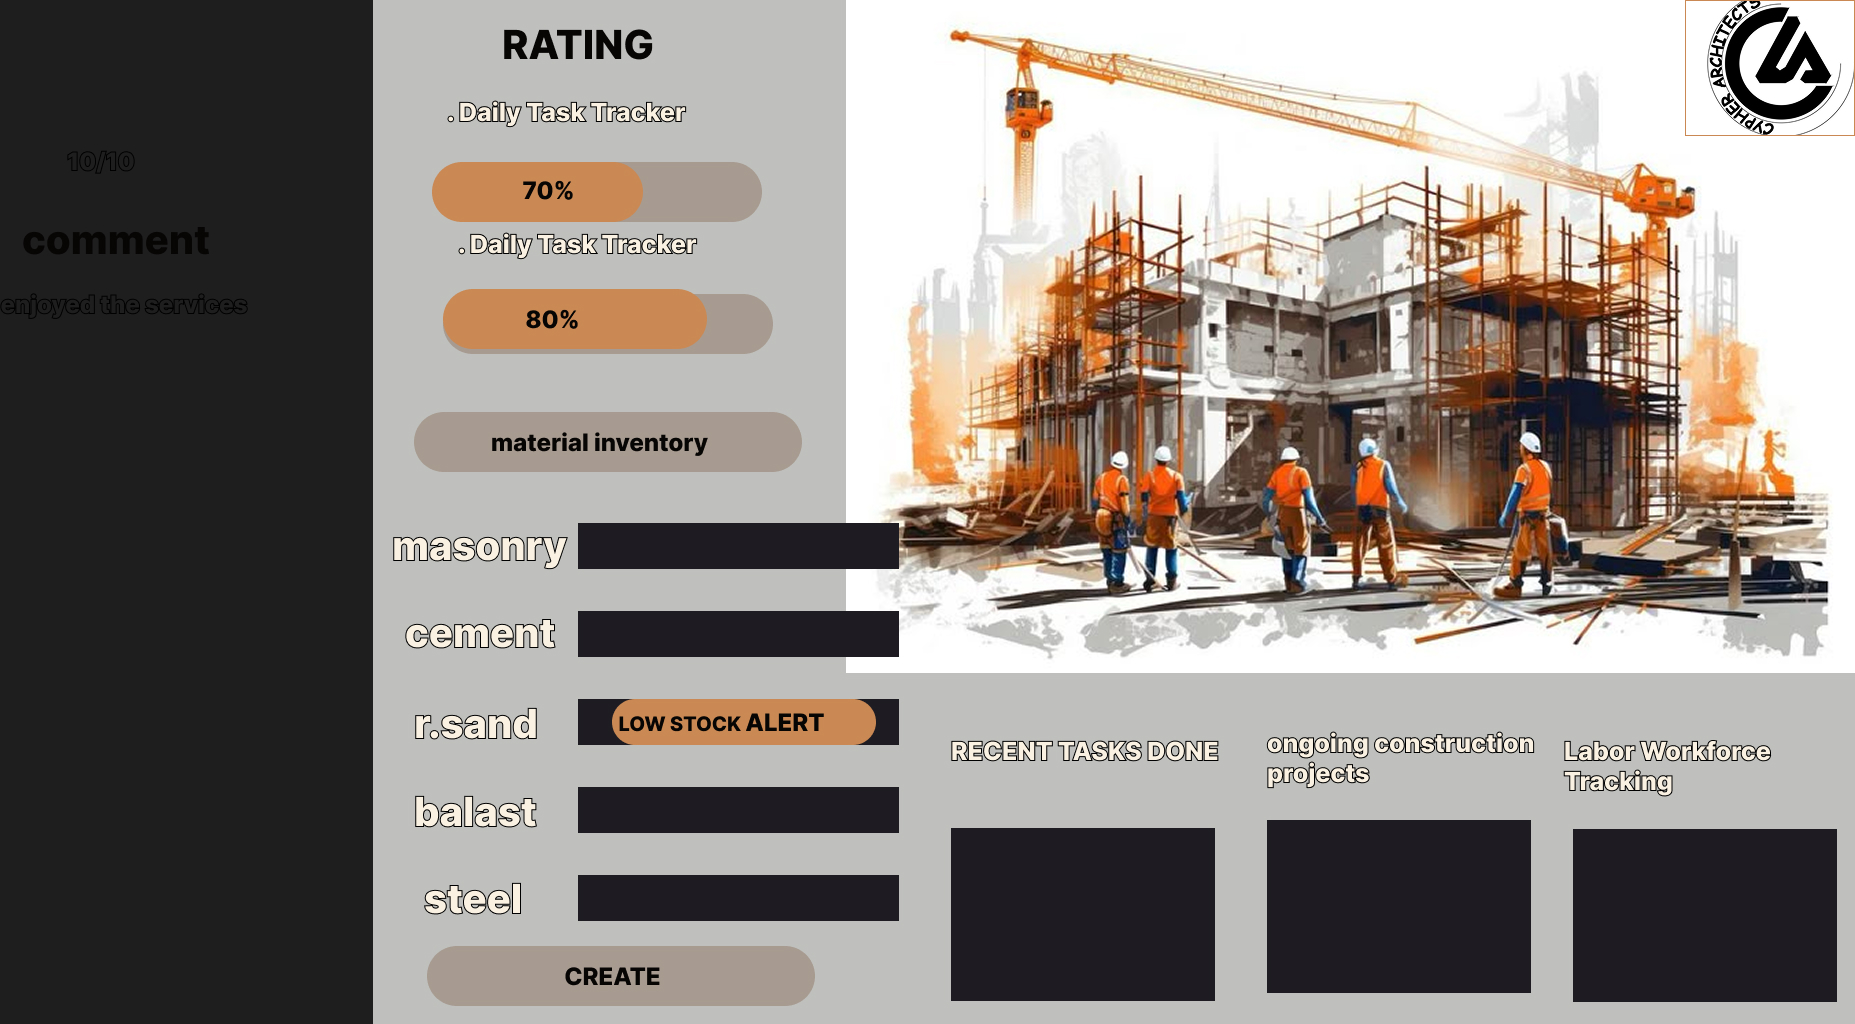 10/10
comment
enjoyed the services
RATING
. Daily Task Tracker
70%
. Daily Task Tracker
80%
material inventory
masonry
cement
r.sand
LOW STOCK ALERT
balast
steel
CREATE
CYPHER ARCHITECTS
RECENT TASKS DONE
ongoing construction
projects
Labor Workforce
Tracking